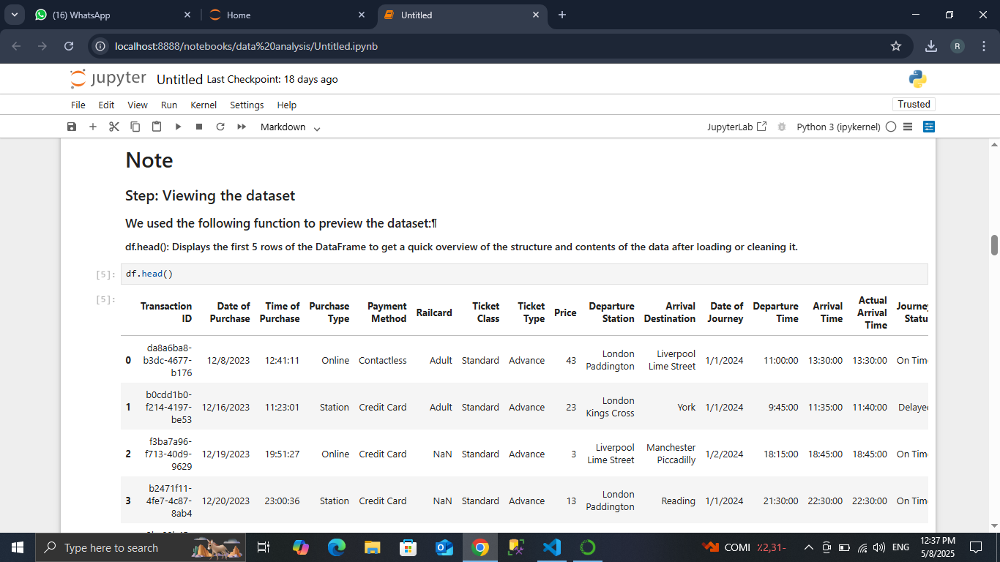 (16) WhatsApp
Home
Untitled
localhost:8888/notebooks/data%20analysis/Untitled.ipynb
R
jupyter Untitled Last Checkpoint: 18 days ago
File Edit View Run Kernel Settings Help
Trusted
Markdown
JupyterLab
Python 3 (ipykernel)
Note
Step: Viewing the dataset
We used the following function to preview the dataset:¶
df.head(): Displays the first 5 rows of the DataFrame to get a quick overview of the structure and contents of the data after loading or cleaning it.
[5]: df.head()
[5]:
Transaction ID Date of Purchase Time of Purchase Purchase Type Payment Method Railcard Ticket Class Ticket Type Price Departure Station Arrival Destination Date of Journey Departure Time Arrival Time Actual Arrival Time Journey Statu
0 da8a6ba8-b3dc-4677-b176 12/8/2023 12:41:11 Online Contactless Adult Standard Advance 43 London Paddington Liverpool Lime Street 1/1/2024 11:00:00 13:30:00 13:30:00 On Tim
1 b0cdd1b0-f214-4197-be53 12/16/2023 11:23:01 Station Credit Card Adult Standard Advance 23 London Kings Cross York 1/1/2024 9:45:00 11:35:00 11:40:00 Delayed
2 f3ba7a96-f713-40d9-9629 12/19/2023 19:51:27 Online Credit Card NaN Standard Advance 3 Liverpool Lime Street Manchester Piccadilly 1/2/2024 18:15:00 18:45:00 18:45:00 On Tim
3 b2471f11-4fe7-4c87-8ab4 12/20/2023 23:00:36 Station Credit Card NaN Standard Advance 13 London Paddington Reading 1/1/2024 21:30:00 22:30:00 22:30:00 On Tim
Type here to search
COMI ٪2,31-
ENG
12:37 PM
5/8/2025